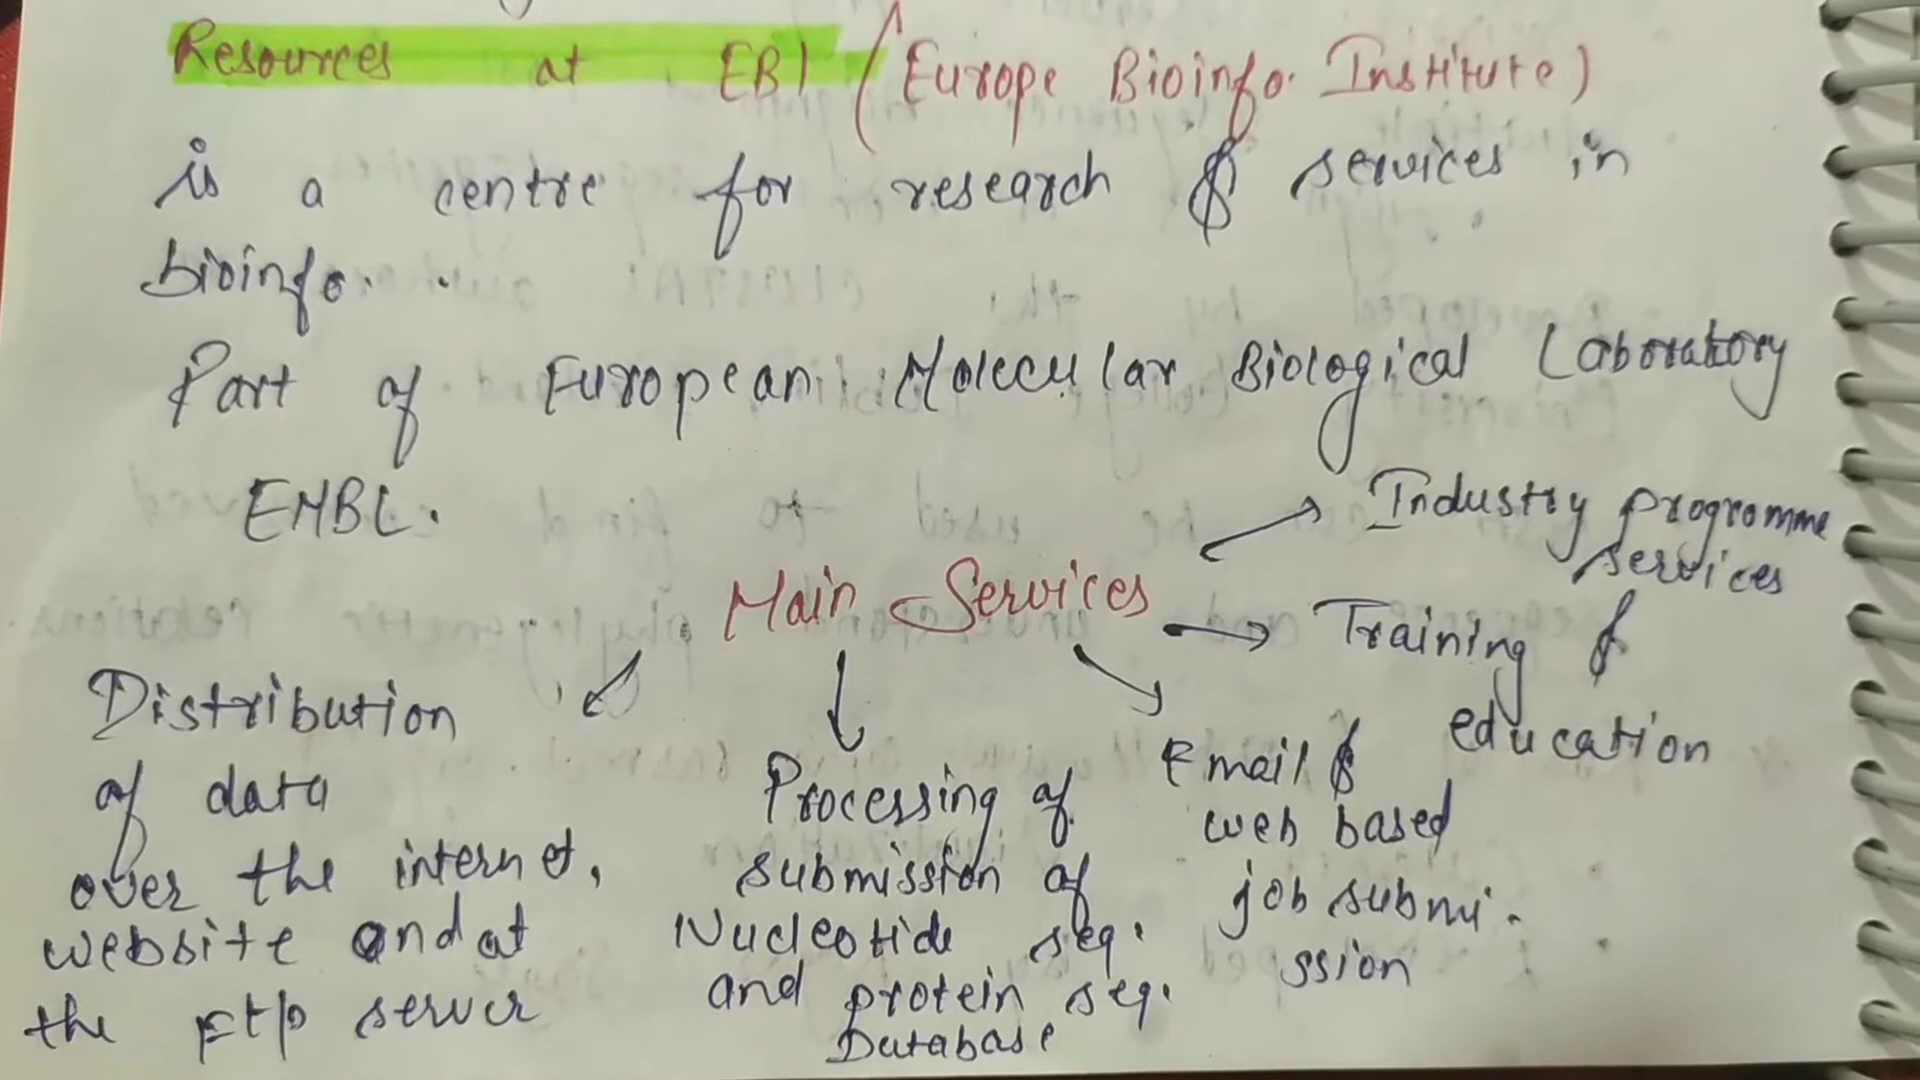 Resources at EBI (Europe Bioinfo. Institute)
is a centre for research & services in
bioinfo.
Part of European Molecular Biological Laboratory
EMBL.
Main Services
→ Industry programme
services
→ Training &
education
Distribution
of data
over the internet,
website and at
the Ftp server
Processing of
submission of
Nucleotide seq.
and protein seq.
Database
Email &
web based
job submi-
ssion